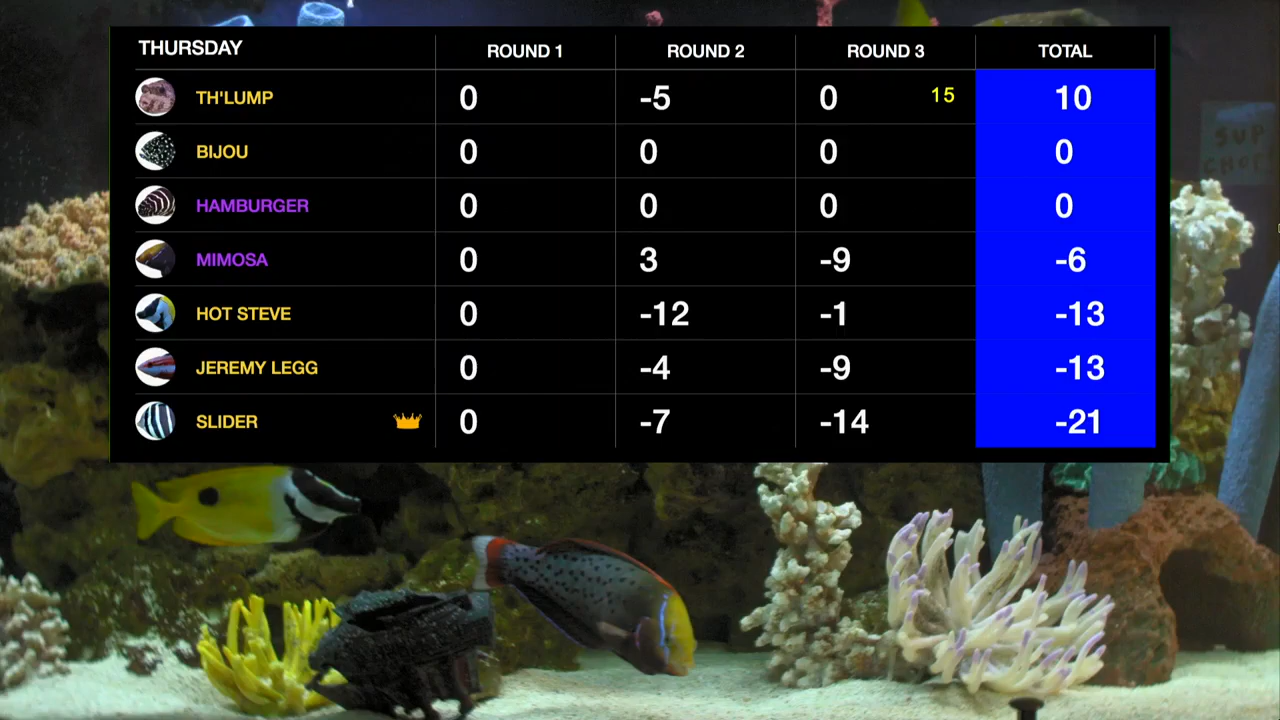 THURSDAY ROUND 1 ROUND 2 ROUND 3 TOTAL
TH'LUMP 0 -5 0 15 10
BIJOU 0 0 0 0
HAMBURGER 0 0 0 0
MIMOSA 0 3 -9 -6
HOT STEVE 0 -12 -1 -13
JEREMY LEGG 0 -4 -9 -13
SLIDER 0 -7 -14 -21
SUP